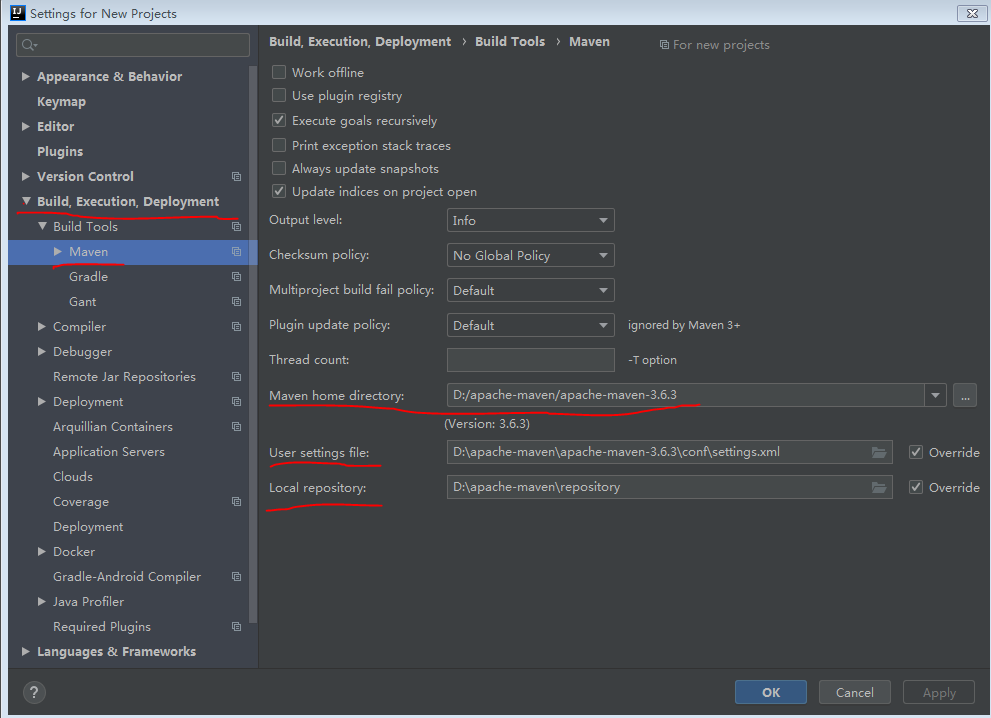 Settings for New Projects
Appearance & Behavior
Keymap
Editor
Plugins
Version Control
Build, Execution, Deployment
Build Tools
Maven
Gradle
Gant
Compiler
Debugger
Remote Jar Repositories
Deployment
Arquillian Containers
Application Servers
Clouds
Coverage
Deployment
Docker
Gradle-Android Compiler
Java Profiler
Required Plugins
Languages & Frameworks
Build, Execution, Deployment › Build Tools › Maven For new projects
Work offline
Use plugin registry
Execute goals recursively
Print exception stack traces
Always update snapshots
Update indices on project open
Output level: Info
Checksum policy: No Global Policy
Multiproject build fail policy: Default
Plugin update policy: Default ignored by Maven 3+
Thread count: -T option
Maven home directory: D:/apache-maven/apache-maven-3.6.3 ...
(Version: 3.6.3)
User settings file: D:\apache-maven\apache-maven-3.6.3\conf\settings.xml Override
Local repository: D:\apache-maven\repository Override
? OK Cancel Apply